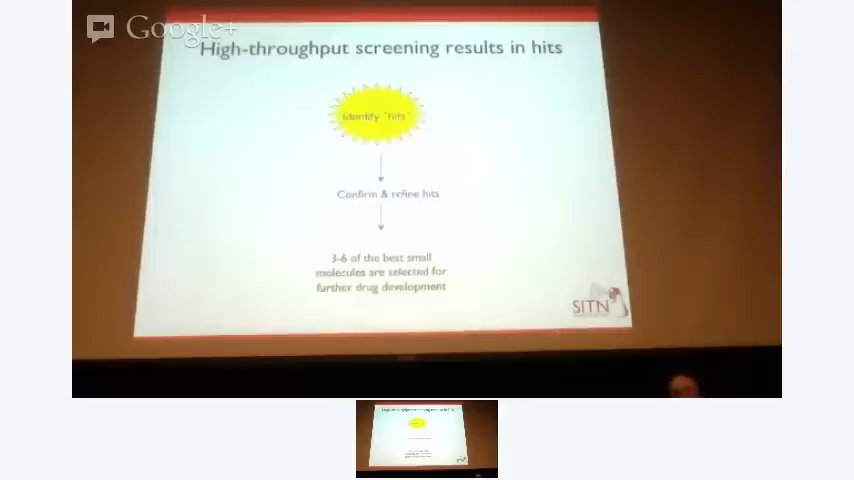 Google+
High-throughput screening results in hits
Identify "hits"
Confirm & refine hits
3-6 of the best small
molecules are selected for
further drug development
SITN